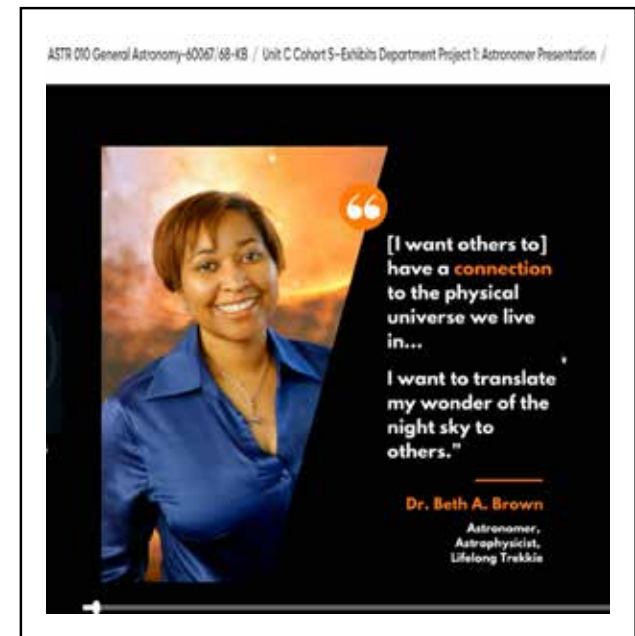 ASTR 010 General Astronomy-60067/68-KB / Unit C Cohort 5-Exhibits Department Project 1: Astronomer Presentation /
“
[I want others to]
have a connection
to the physical
universe we live
in...
I want to translate
my wonder of the
night sky to
others.”
Dr. Beth A. Brown
Astronomer,
Astrophysicist,
Lifelong Trekkie